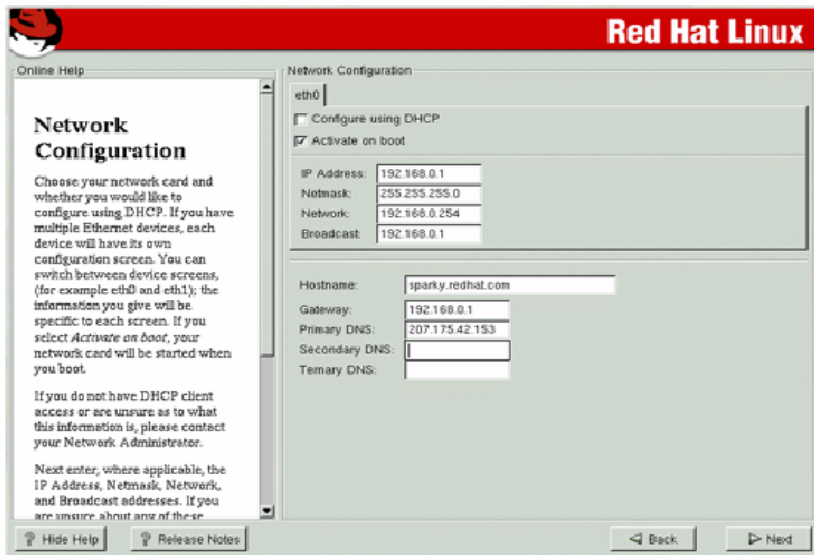 Red Hat Linux
Online Help
Network
Configuration
Choose your network card and
whether you would like to
configure using DHCP. If you have
multiple Ethernet devices, each
device will have its own
configuration screen. You can
switch between device screens,
(for example eth0 and eth1); the
information you give will be
specific to each screen. If you
select Activate on boot, your
network card will be started when
you boot.
If you do not have DHCP client
access or are unsure as to what
this information is, please contact
your Network Administrator.
Next enter, where applicable, the
IP Address, Netmask, Network,
and Broadcast addresses. If you
are unsure about any of these
Network Configuration
eth0
Configure using DHCP
Activate on boot
IP Address: 192.168.0.1
Netmask: 255.255.255.0
Network: 192.168.0.254
Broadcast: 192.168.0.1
Hostname: sparky.redhat.com
Gateway: 192.168.0.1
Primary DNS: 207.175.42.153
Secondary DNS:
Ternary DNS:
Hide Help
Release Notes
Back
Next